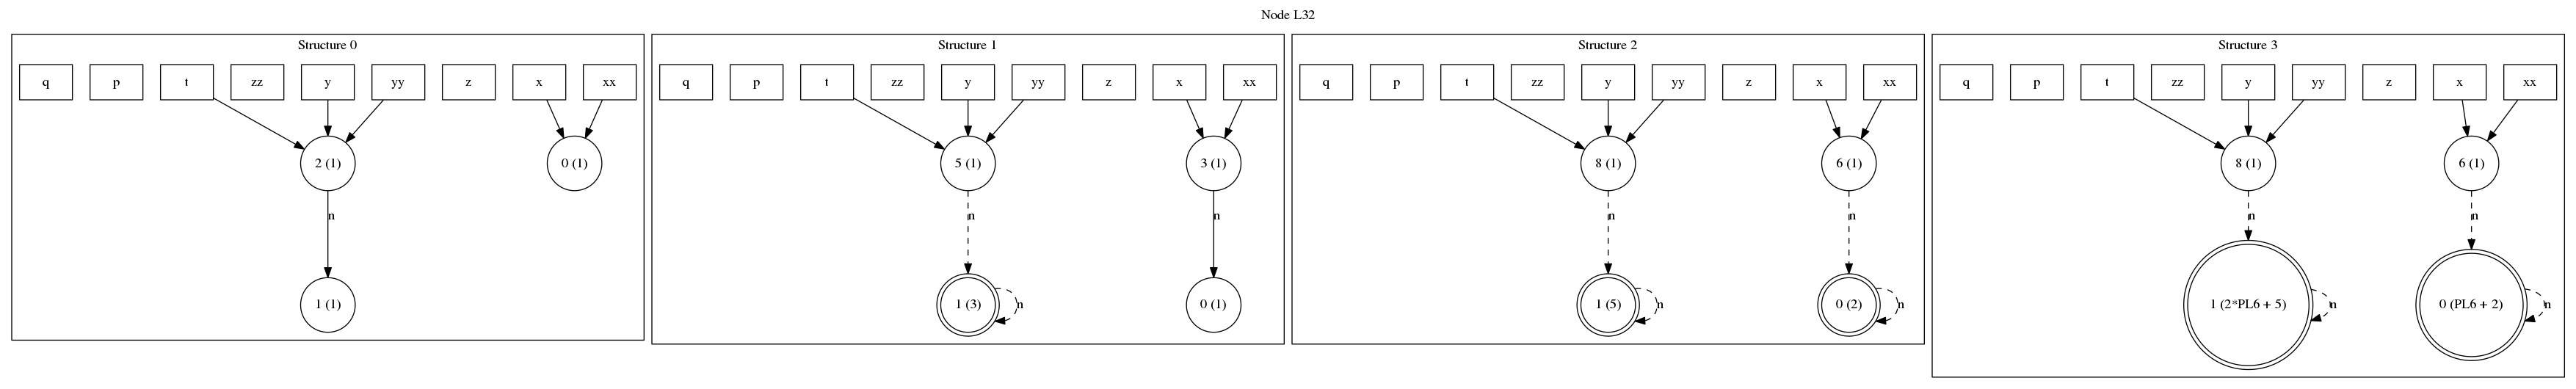 Node L32
Structure 0
q p t zz y yy z x xx
2 (1) 0 (1)
n
1 (1)
Structure 1
q p t zz y yy z x xx
5 (1) 3 (1)
n n
1 (3) n 0 (1)
Structure 2
q p t zz y yy z x xx
8 (1) 6 (1)
n n
1 (5) n 0 (2) n
Structure 3
q p t zz y yy z x xx
8 (1) 6 (1)
n n
1 (2*PL6 + 5) n 0 (PL6 + 2) n